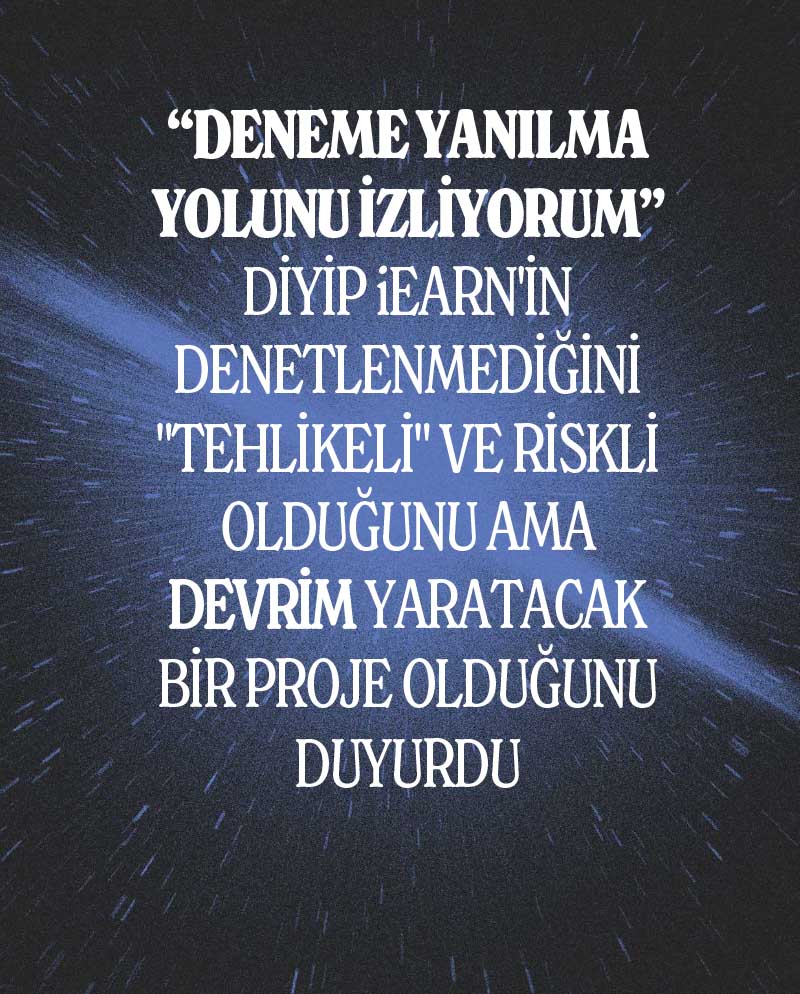 “DENEME YANILMA
YOLUNU İZLİYORUM”
DİYİP iEARN'İN
DENETLENMEDİĞİNİ
"TEHLİKELİ" VE RİSKLİ
OLDUĞUNU AMA
DEVRİM YARATACAK
BİR PROJE OLDUĞUNU
DUYURDU